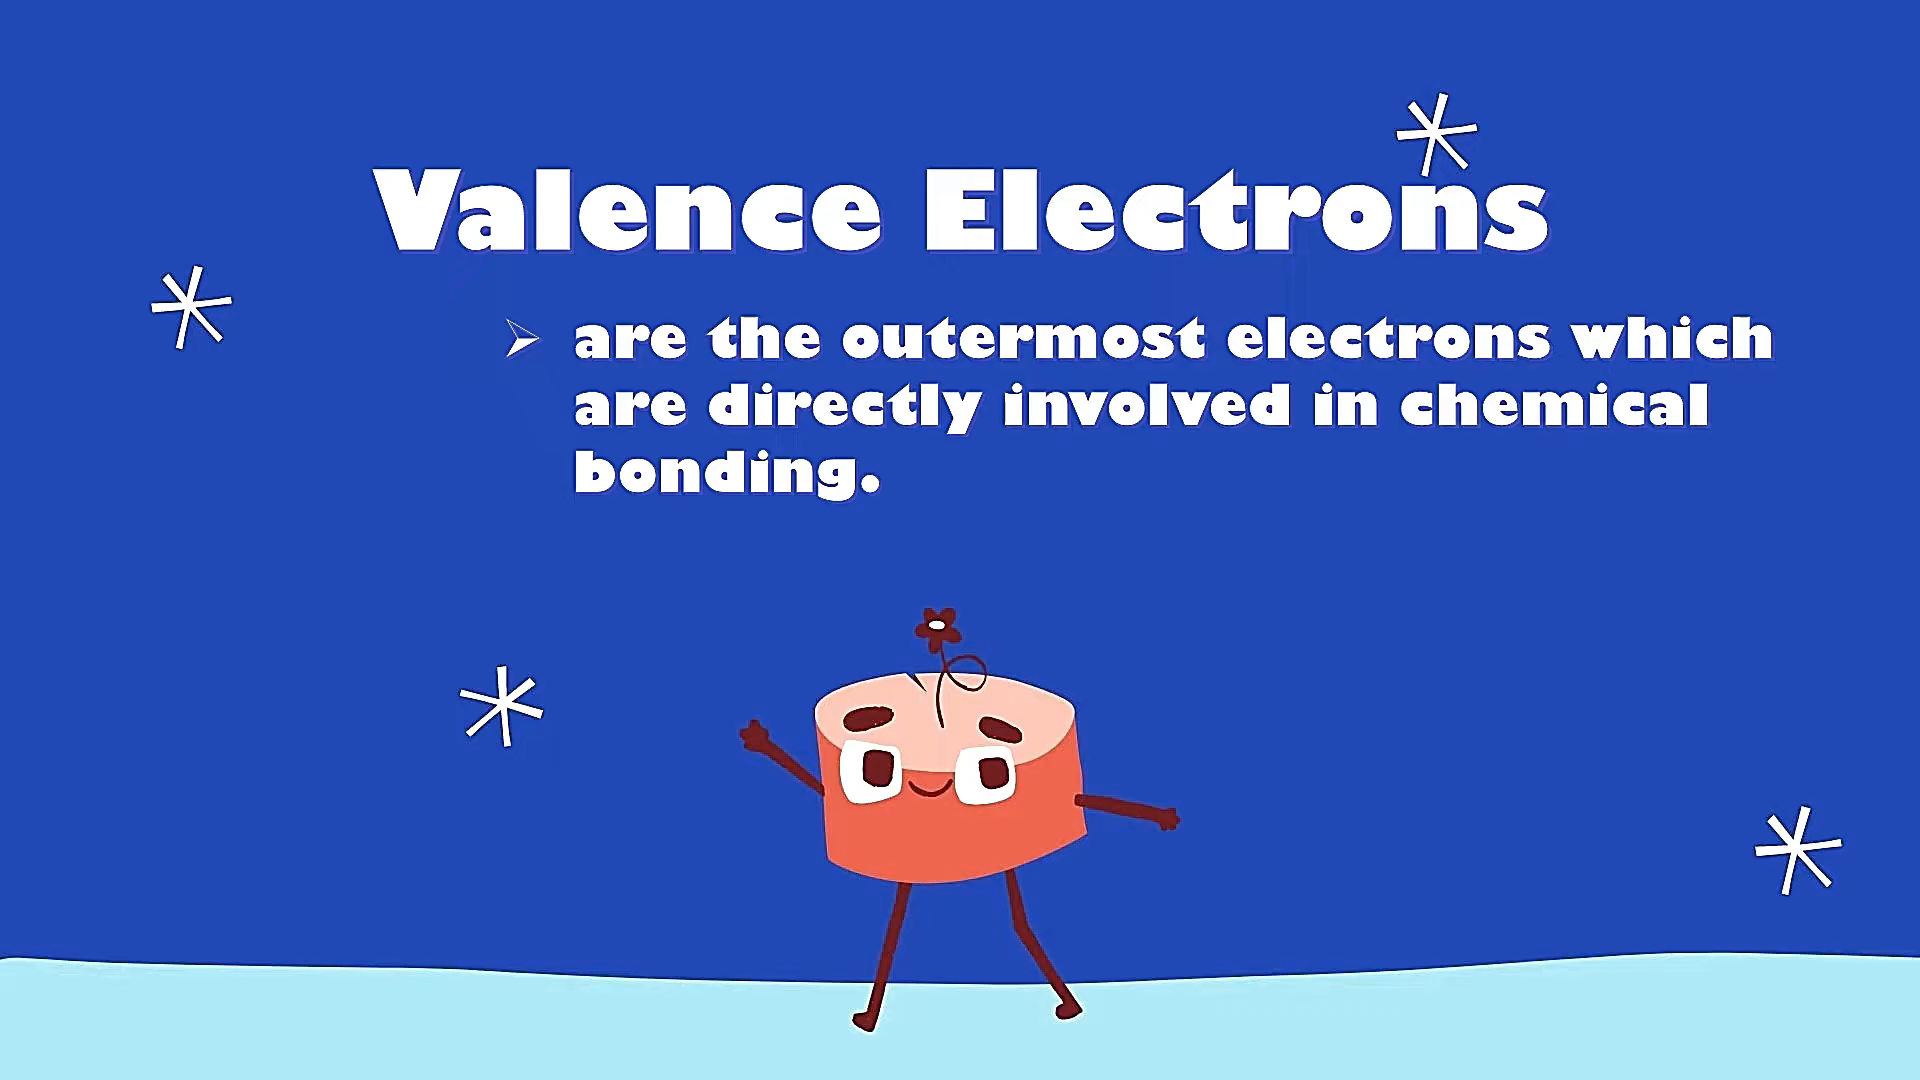 Valence Electrons
➢ are the outermost electrons which
are directly involved in chemical
bonding.